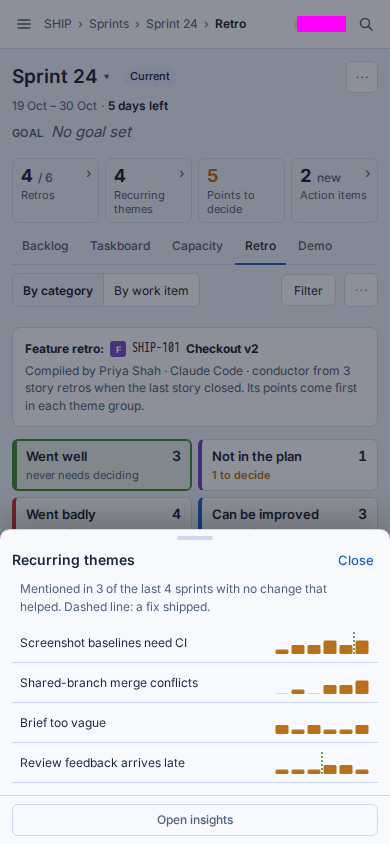 SHIP › Sprints › Sprint 24 › Retro
Sprint 24 ▾ Current ···
19 Oct – 30 Oct · 5 days left
GOAL No goal set
4 / 6 ›
Retros
4 ›
Recurring
themes
5
Points to
decide
2 new ›
Action items
Backlog Taskboard Capacity Retro Demo
By category By work item Filter ···
Feature retro: F SHIP-101 Checkout v2
Compiled by Priya Shah · Claude Code · conductor from 3
story retros when the last story closed. Its points come first
in each theme group.
Went well 3
never needs deciding
Not in the plan 1
1 to decide
Went badly 4
Can be improved 3
Recurring themes Close
Mentioned in 3 of the last 4 sprints with no change that
helped. Dashed line: a fix shipped.
Screenshot baselines need CI
Shared-branch merge conflicts
Brief too vague
Review feedback arrives late
Open insights